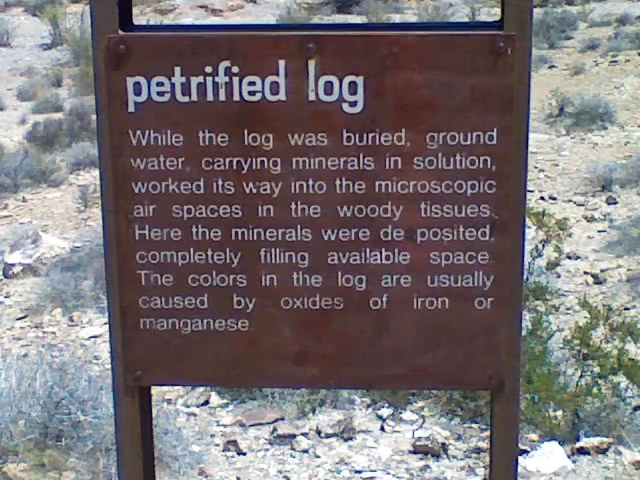 petrified log
While the log was buried, ground
water, carrying minerals in solution,
worked its way into the microscopic
air spaces in the woody tissues.
Here the minerals were de posited,
completely filling available space.
The colors in the log are usually
caused by oxides of iron or
manganese